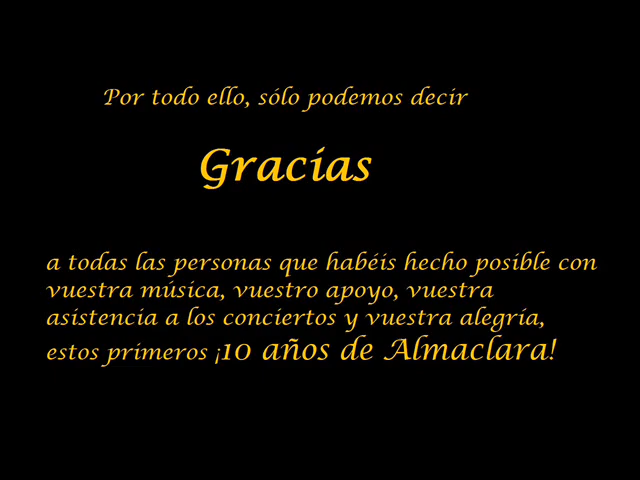 Por todo ello, sólo podemos decir
Gracias
a todas las personas que habéis hecho posible con
vuestra música, vuestro apoyo, vuestra
asistencia a los conciertos y vuestra alegría,
estos primeros ¡10 años de Almaclara!